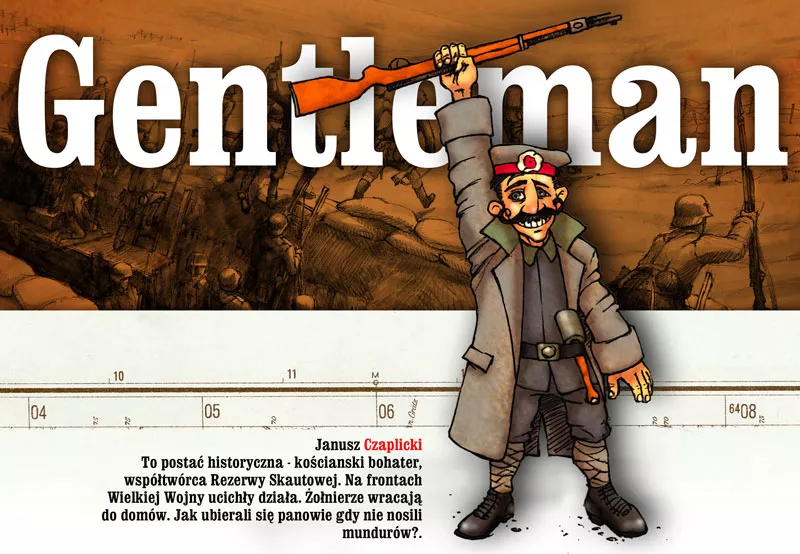 Gentleman
10 11 M
04 05 06 6408
Janusz Czaplicki
To postać historyczna - kościanski bohater,
współtwórca Rezerwy Skautowej. Na frontach
Wielkiej Wojny ucichły działa. Żołnierze wracają
do domów. Jak ubierali się panowie gdy nie nosili
mundurów?.